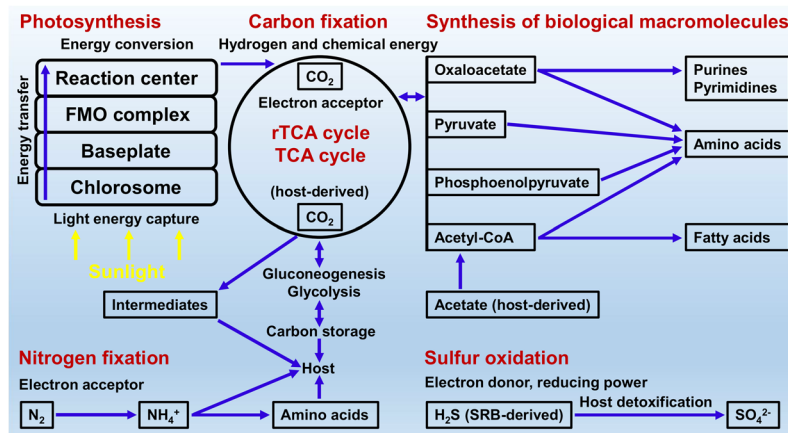 Photosynthesis
Energy conversion
Energy transfer
Reaction center
FMO complex
Baseplate
Chlorosome
Light energy capture
Sunlight
Carbon fixation
Hydrogen and chemical energy
CO₂
Electron acceptor
rTCA cycle
TCA cycle
(host-derived)
CO₂
Gluconeogenesis
Glycolysis
Carbon storage
Host
Intermediates
Synthesis of biological macromolecules
Oxaloacetate
Pyruvate
Phosphoenolpyruvate
Acetyl-CoA
Acetate (host-derived)
Purines
Pyrimidines
Amino acids
Fatty acids
Nitrogen fixation
Electron acceptor
N₂
NH₄⁺
Amino acids
Sulfur oxidation
Electron donor, reducing power
Host detoxification
H₂S (SRB-derived)
SO₄²⁻